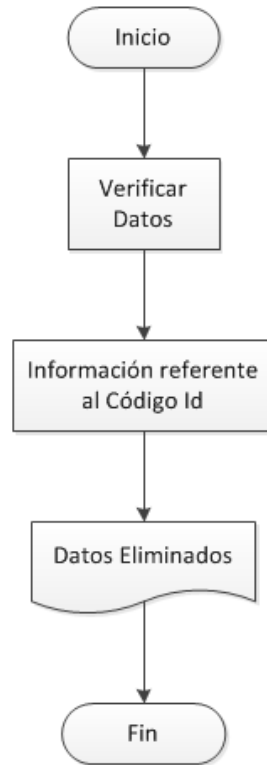 Inicio
Verificar
Datos
Información referente
al Código Id
Datos Eliminados
Fin